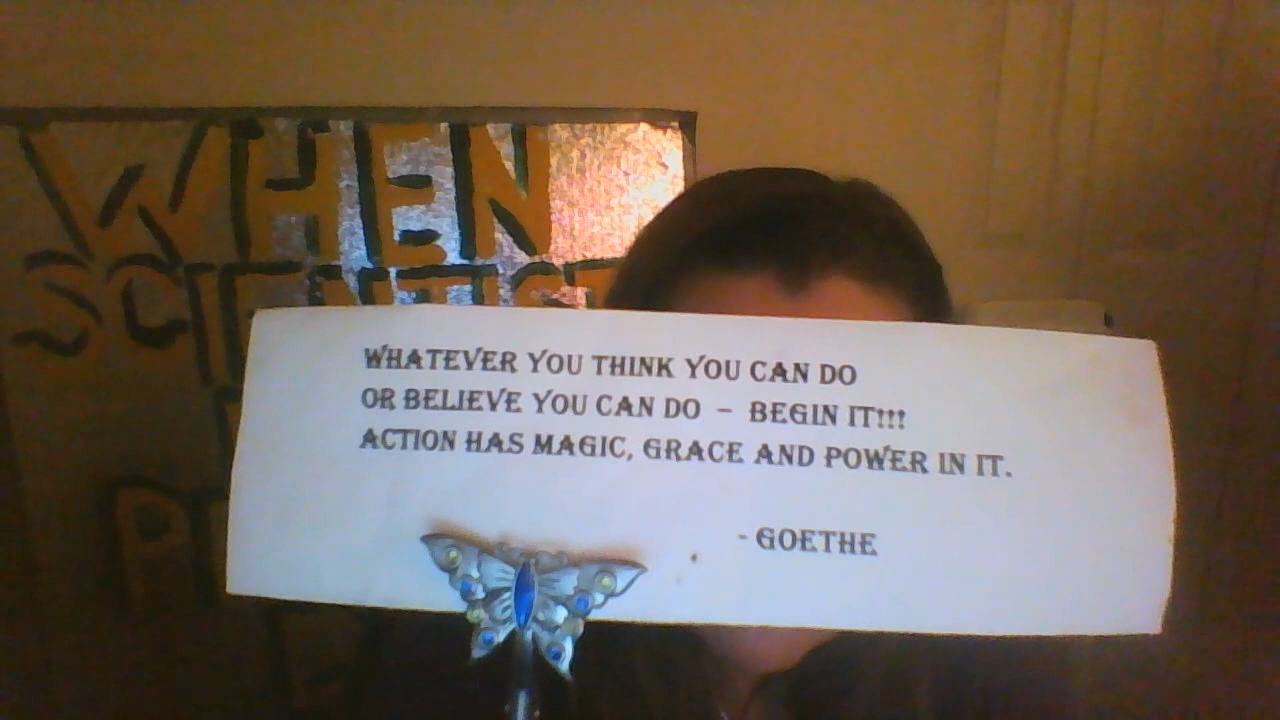 WHEN
SCIENTIST
WHATEVER YOU THINK YOU CAN DO
OR BELIEVE YOU CAN DO – BEGIN IT!!!
ACTION HAS MAGIC, GRACE AND POWER IN IT.
- GOETHE